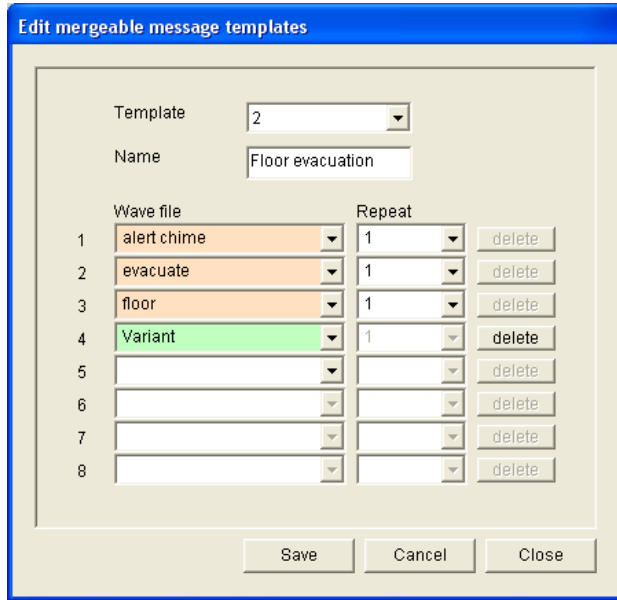 Edit mergeable message templates
Template 2
Name Floor evacuation
Wave file Repeat
1 alert chime 1 delete
2 evacuate 1 delete
3 floor 1 delete
4 Variant 1 delete
5 delete
6 delete
7 delete
8 delete
Save Cancel Close